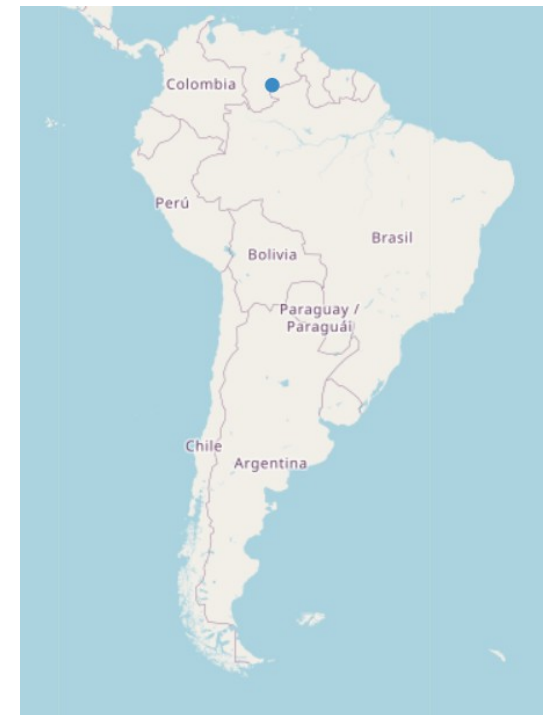 Colombia
Perú
Brasil
Bolivia
Paraguay /
Paraguái
Chile
Argentina